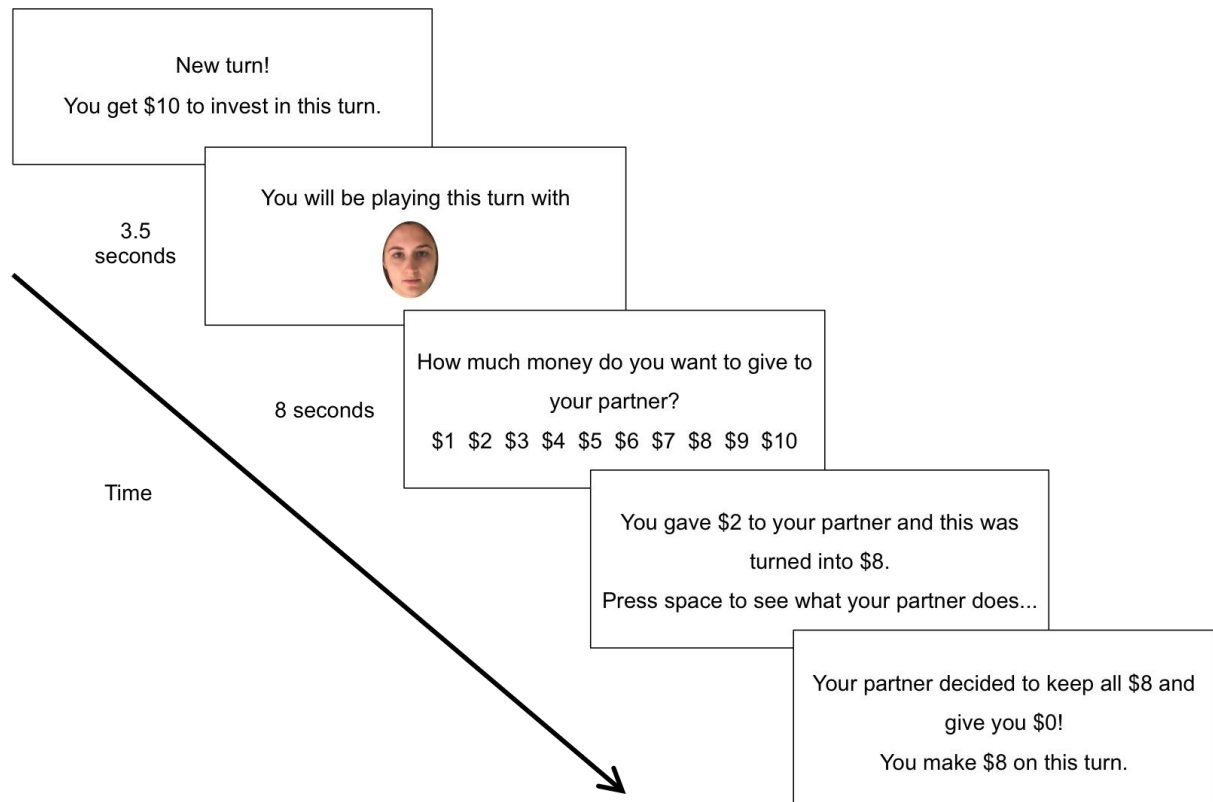 New turn!
You get $10 to invest in this turn.
You will be playing this turn with
3.5
seconds
How much money do you want to give to
your partner?
$1 $2 $3 $4 $5 $6 $7 $8 $9 $10
8 seconds
Time
You gave $2 to your partner and this was
turned into $8.
Press space to see what your partner does...
Your partner decided to keep all $8 and
give you $0!
You make $8 on this turn.